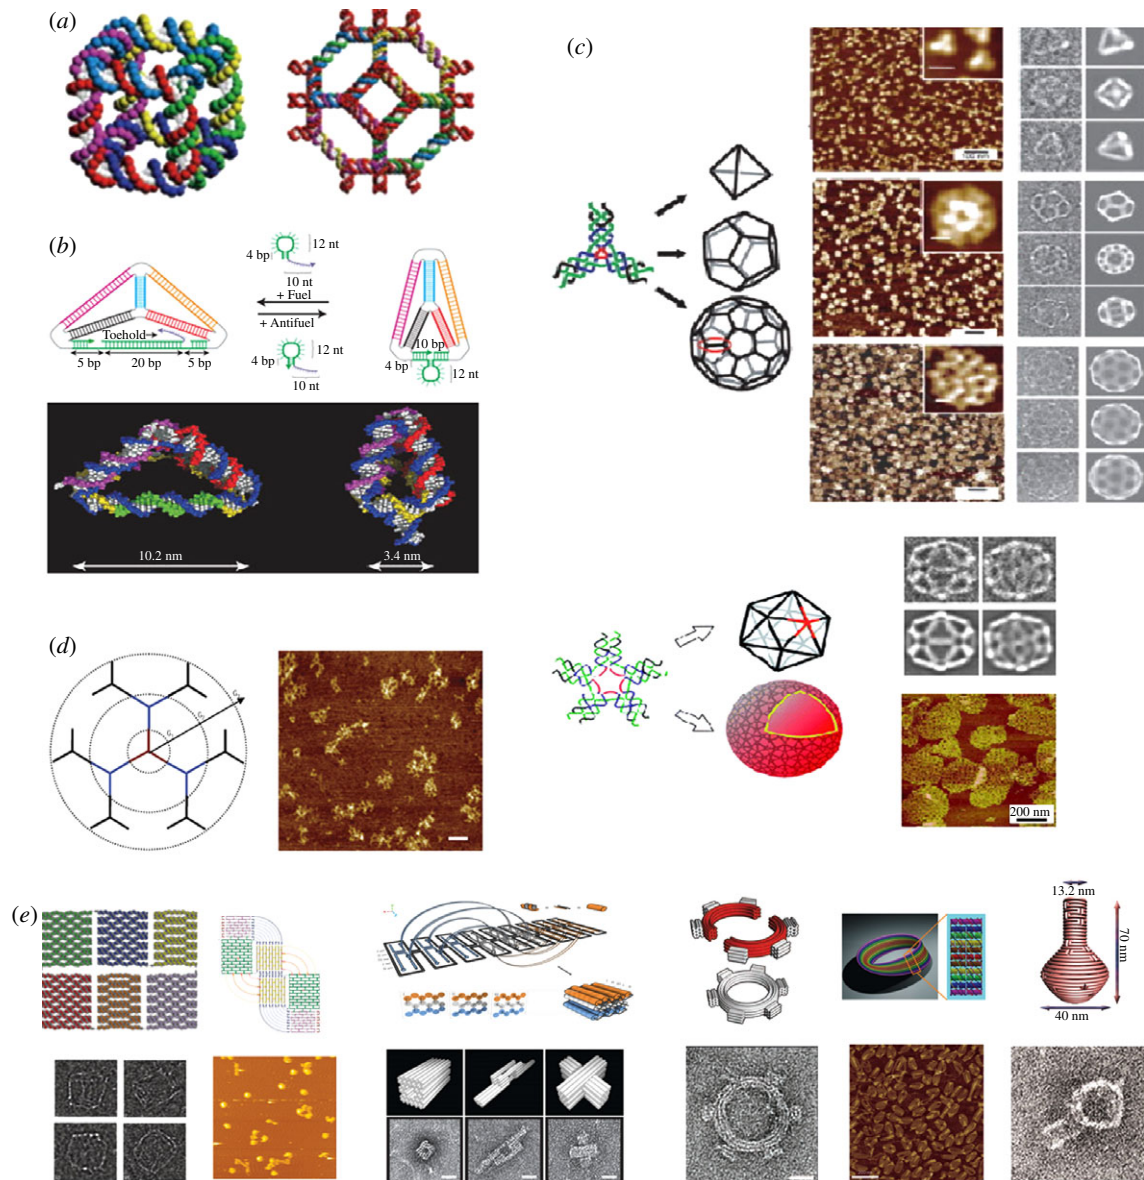 (a)
(b)
12 nt
4 bp
10 nt
+ Fuel
+ Antifuel
4 bp
12 nt
10 nt
Toehold
5 bp
20 bp
5 bp
10 bp
4 bp
12 nt
10.2 nm
3.4 nm
(c)
100 nm
200 nm
(d)
(e)
13.2 nm
70 nm
40 nm